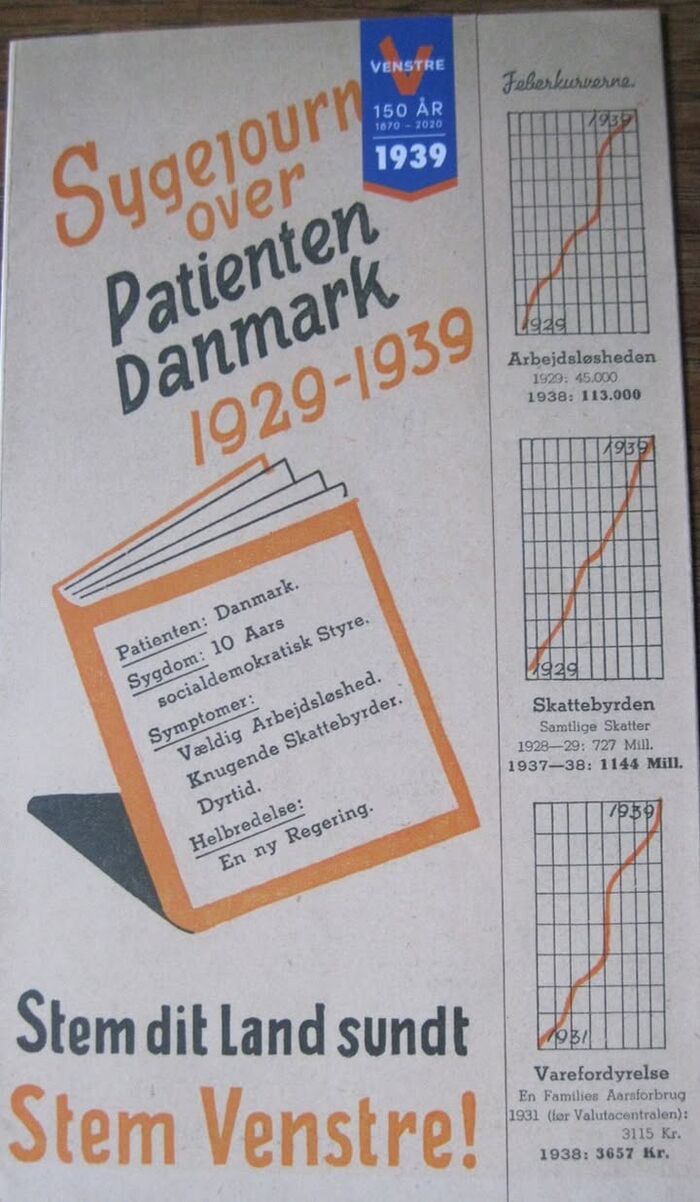 Sygejourn
over
Patienten
Danmark
1929-1939
VENSTRE
150 ÅR
1870 - 2020
1939
Patienten: Danmark.
Sygdom: 10 Aars
socialdemokratisk Styre.
Symptomer:
Vældig Arbejdsløshed.
Knugende Skattebyrder.
Dyrtid.
Helbredelse:
En ny Regering.
Stem dit Land sundt
Stem Venstre!
Feberkurverne.
1939
1929
Arbejdsløsheden
1929: 45.000
1938: 113.000
1939
1929
Skattebyrden
Samtlige Skatter
1928—29: 727 Mill.
1937—38: 1144 Mill.
1939
1931
Varefordyrelse
En Families Aarsforbrug
1931 (før Valutacentralen):
3115 Kr.
1938: 3657 Kr.